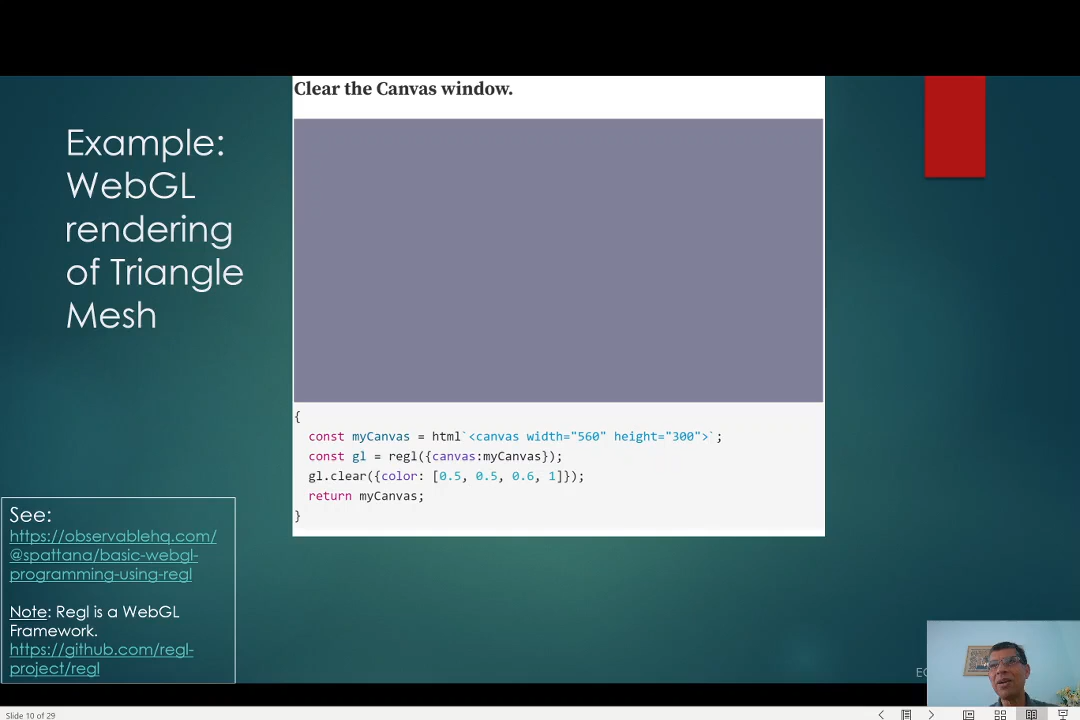 Clear the Canvas window.
Example:
WebGL
rendering
of Triangle
Mesh
{
const myCanvas = html`<canvas width="560" height="300">`;
const gl = regl({canvas:myCanvas});
gl.clear({color: [0.5, 0.5, 0.6, 1]});
return myCanvas;
}
See:
https://observablehq.com/
@spattana/basic-webgl-
programming-using-regl
Note: Regl is a WebGL
Framework.
https://github.com/regl-
project/regl
Slide 10 of 29